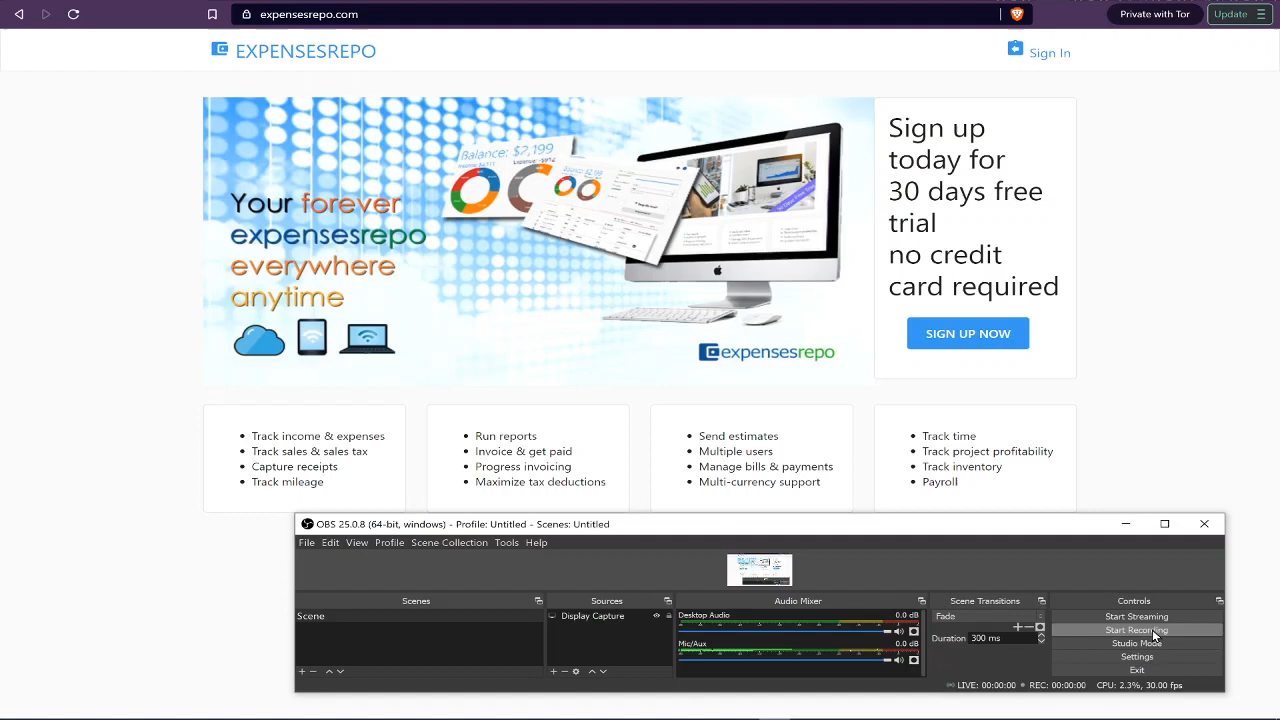 expensesrepo.com
Private with Tor
Update
EXPENSESREPO
Sign In
Your forever
expensesrepo
everywhere
anytime
Balance: $2,199
expensesrepo
Sign up
today for
30 days free
trial
no credit
card required
SIGN UP NOW
Track income & expenses
Track sales & sales tax
Capture receipts
Track mileage
Run reports
Invoice & get paid
Progress invoicing
Maximize tax deductions
Send estimates
Multiple users
Manage bills & payments
Multi-currency support
Track time
Track project profitability
Track inventory
Payroll
OBS 25.0.8 (64-bit, windows) - Profile: Untitled - Scenes: Untitled
File Edit View Profile Scene Collection Tools Help
Scenes
Scene
Sources
Display Capture
Audio Mixer
Desktop Audio 0.0 dB
Mic/Aux 0.0 dB
Scene Transitions
Fade
Duration 300 ms
Controls
Start Streaming
Start Recording
Studio Mode
Settings
Exit
LIVE: 00:00:00 REC: 00:00:00 CPU: 2.3%, 30.00 fps